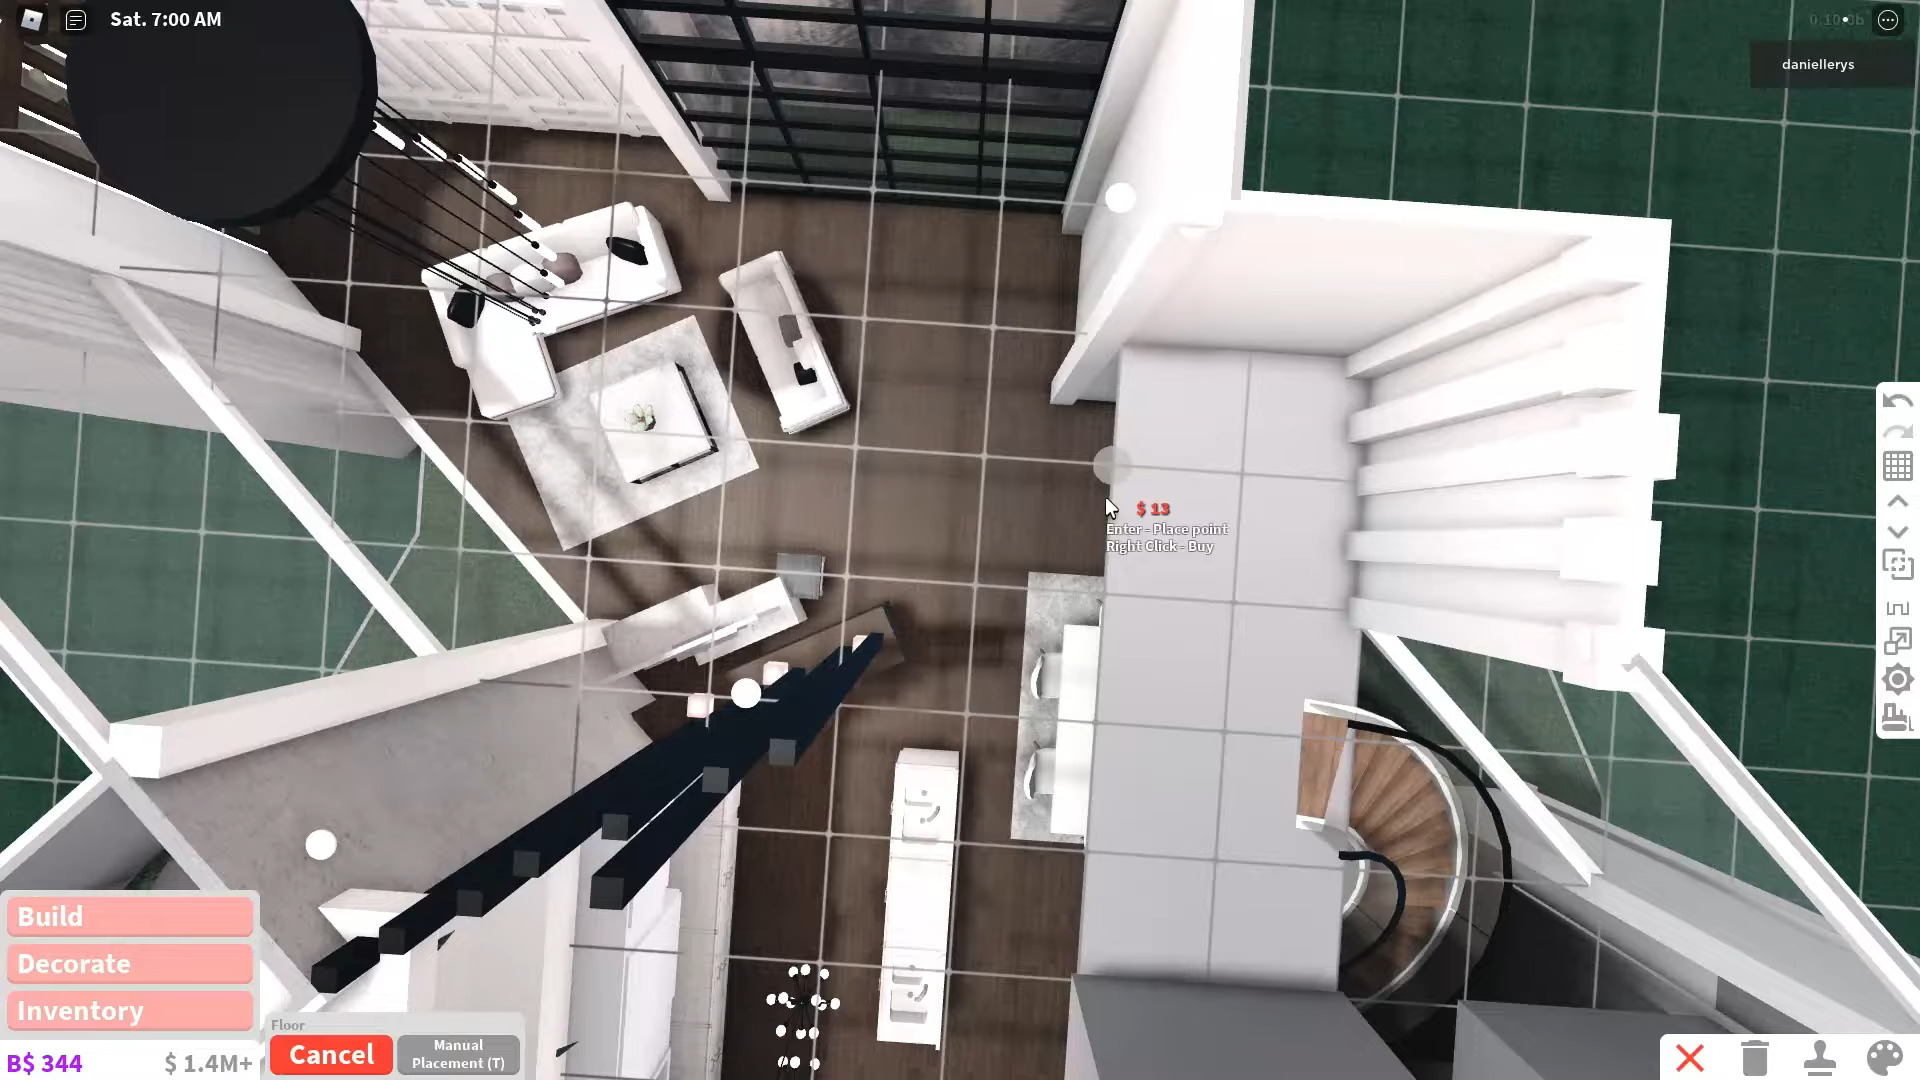 Sat. 7:00 AM
daniellerys
$ 13
Enter - Place point
Right Click - Buy
Build
Decorate
Inventory
Floor
Cancel
Manual
Placement (T)
B$ 344
$ 1.4M+